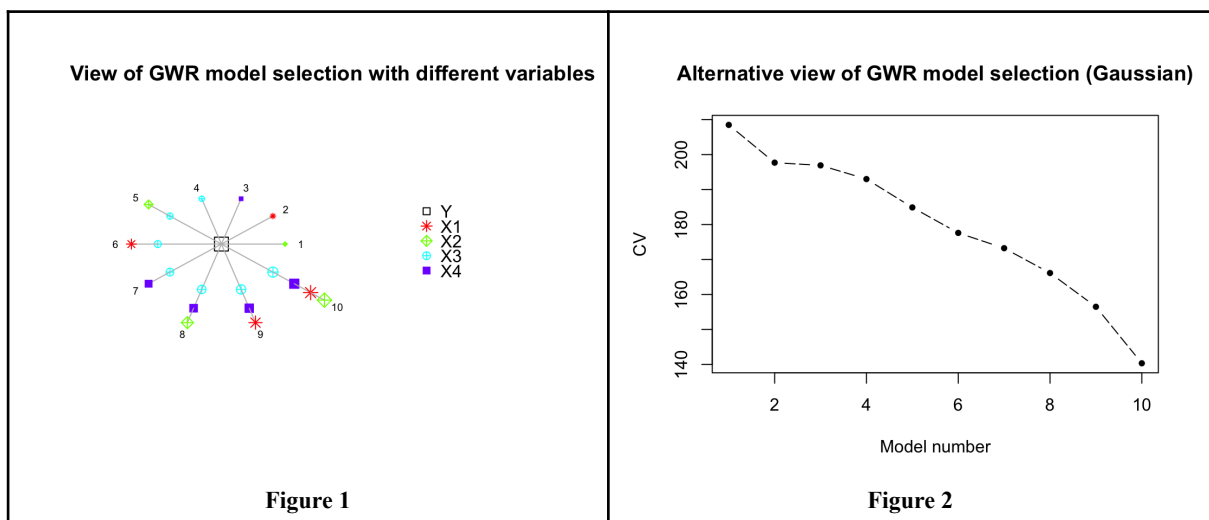 View of GWR model selection with different variables
5
4
3
2
6
1
7
10
8
9
Y
X1
X2
X3
X4
Figure 1
Alternative view of GWR model selection (Gaussian)
CV
200
180
160
140
2 4 6 8 10
Model number
Figure 2